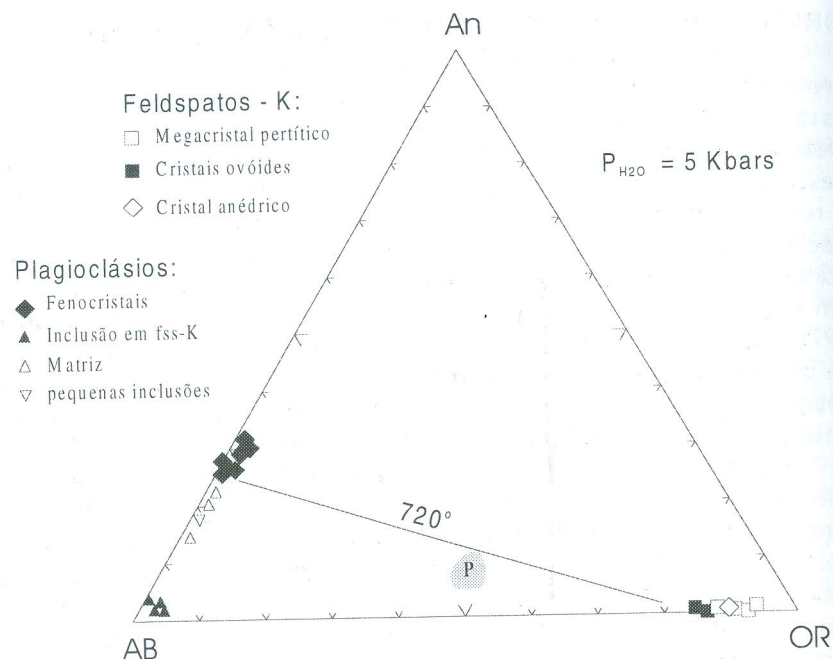 An
Feldspatos - K:
Megacristal pertítico
Cristais ovóides
Cristal anédrico
P H2O = 5 Kbars
Plagioclásios:
Fenocristais
Inclusão em fss-K
Matriz
pequenas inclusões
720°
P
AB
OR